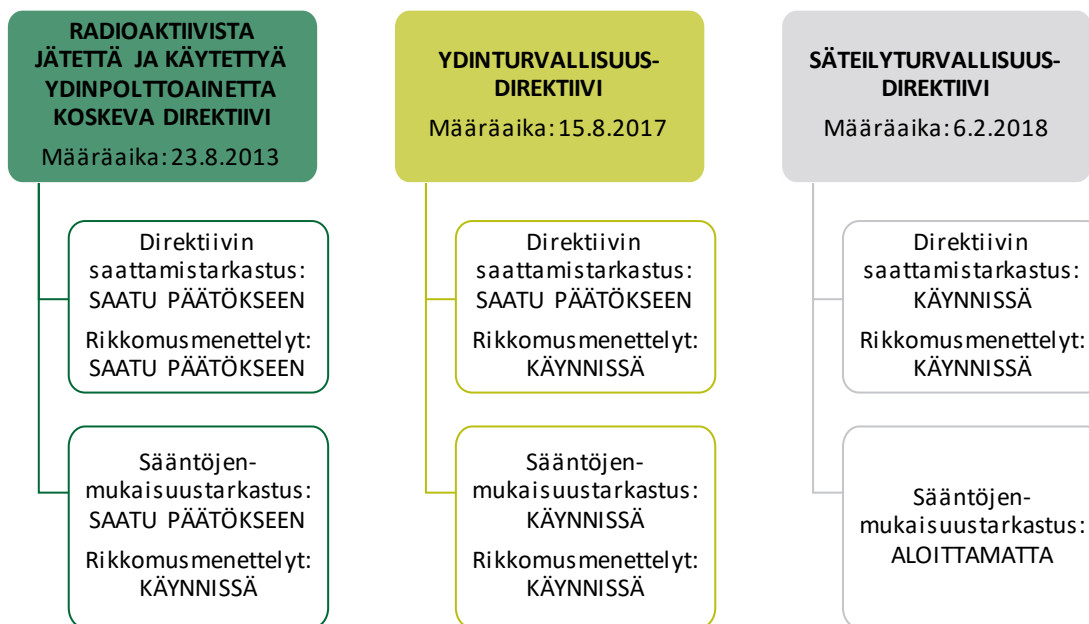 RADIOAKTIIVISTA
JÄTETTÄ JA KÄYTETTYÄ
YDINPOLTTOAINETTA
KOSKEVA DIREKTIIVI
Määräaika: 23.8.2013
Direktiivin
saattamistarkastus:
SAATU PÄÄTÖKSEEN
Rikkomusmenettelyt:
SAATU PÄÄTÖKSEEN
Sääntöjen-
mukaisuustarkastus:
SAATU PÄÄTÖKSEEN
Rikkomusmenettelyt:
KÄYNNISSÄ
YDINTURVALLISUUS-
DIREKTIIVI
Määräaika: 15.8.2017
Direktiivin
saattamistarkastus:
SAATU PÄÄTÖKSEEN
Rikkomusmenettelyt:
KÄYNNISSÄ
Sääntöjen-
mukaisuustarkastus:
KÄYNNISSÄ
Rikkomusmenettelyt:
KÄYNNISSÄ
SÄTEILYTURVALLISUUS-
DIREKTIIVI
Määräaika: 6.2.2018
Direktiivin
saattamistarkastus:
KÄYNNISSÄ
Rikkomusmenettelyt:
KÄYNNISSÄ
Sääntöjen-
mukaisuustarkastus:
ALOITTAMATTA